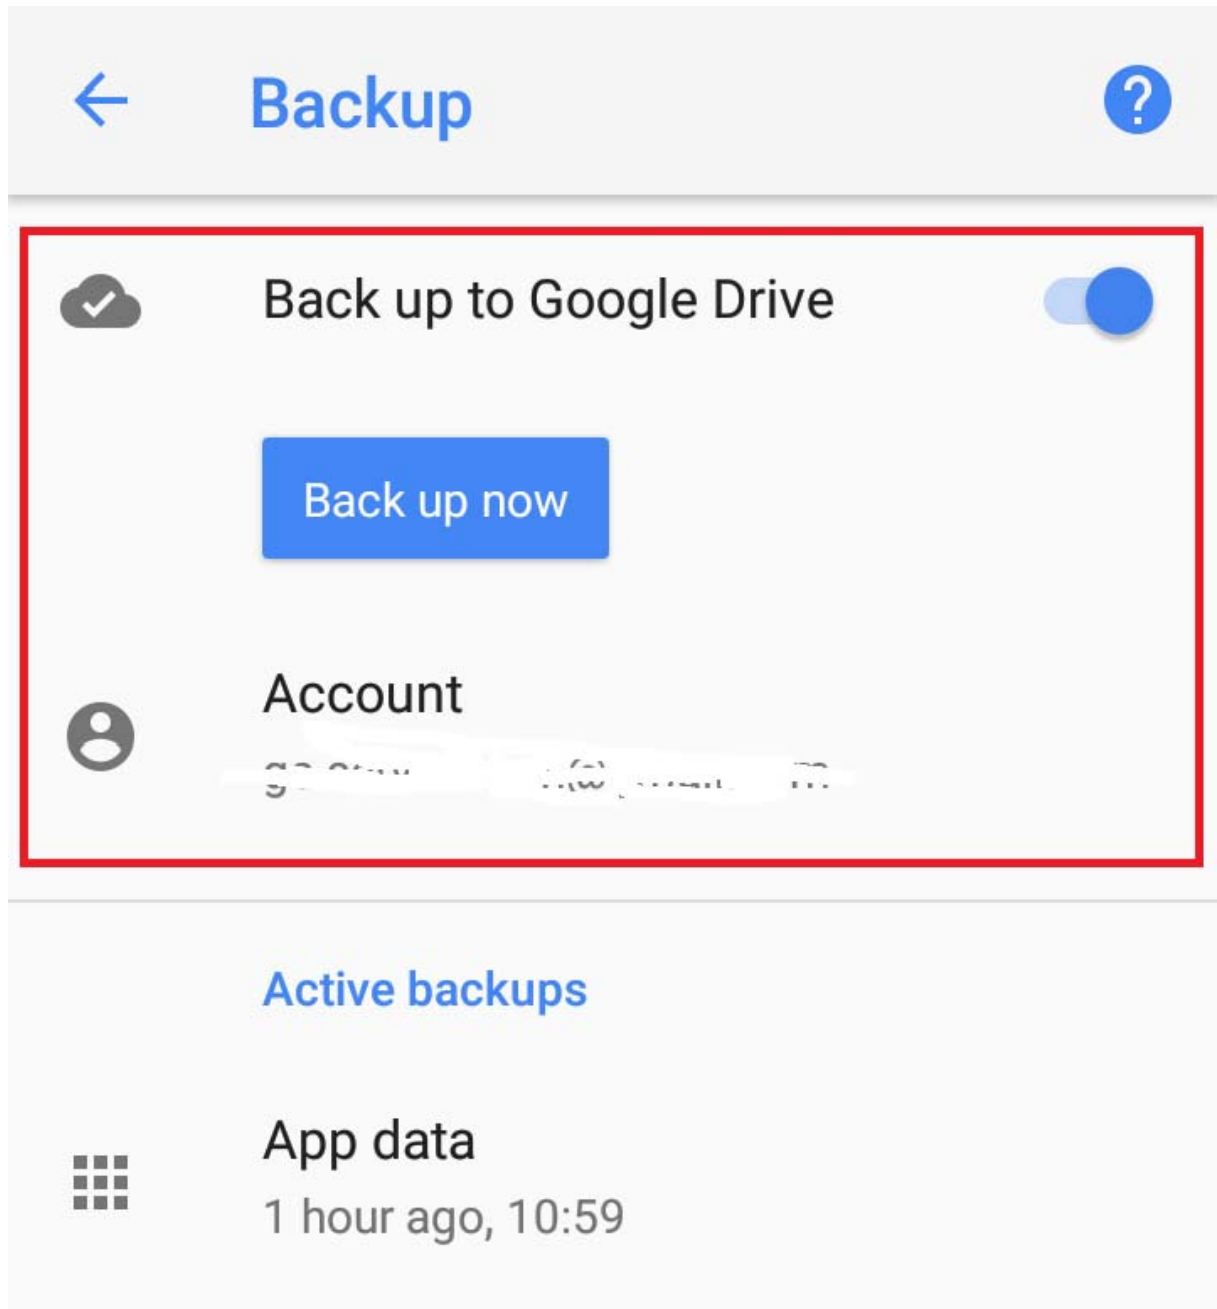 Backup
?
Back up to Google Drive
Back up now
Account
Active backups
App data
1 hour ago, 10:59